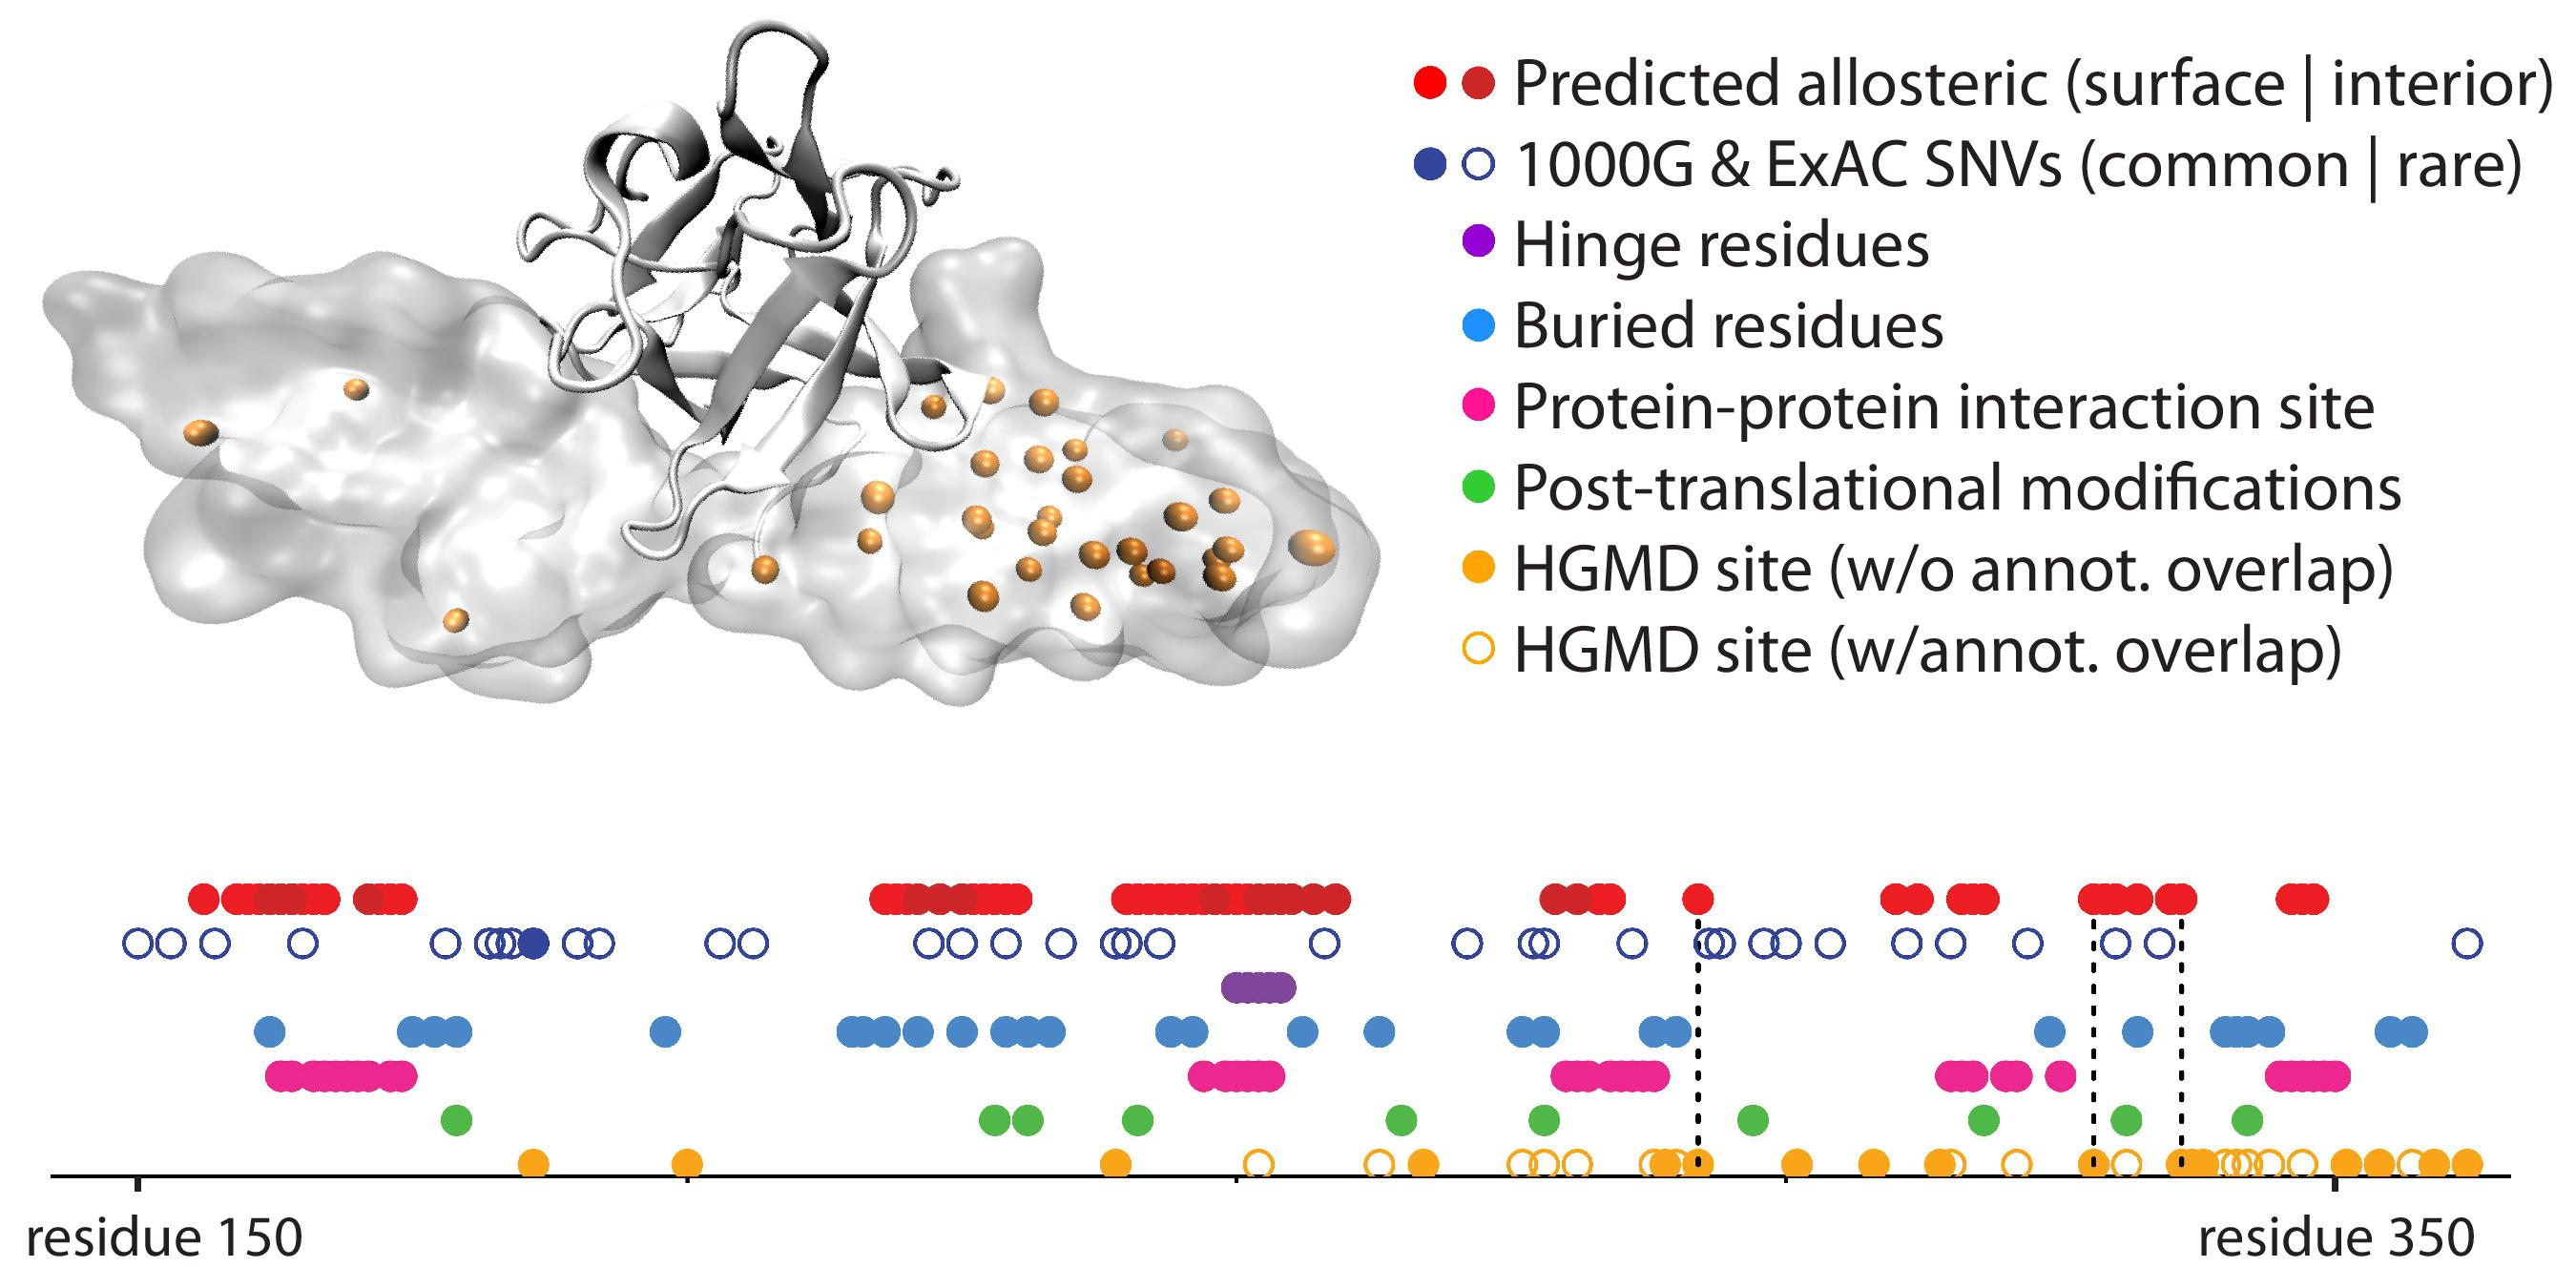 Predicted allosteric (surface | interior)
1000G & ExAC SNVs (common | rare)
Hinge residues
Buried residues
Protein-protein interaction site
Post-translational modifications
HGMD site (w/o annot. overlap)
HGMD site (w/annot. overlap)
residue 150
residue 350